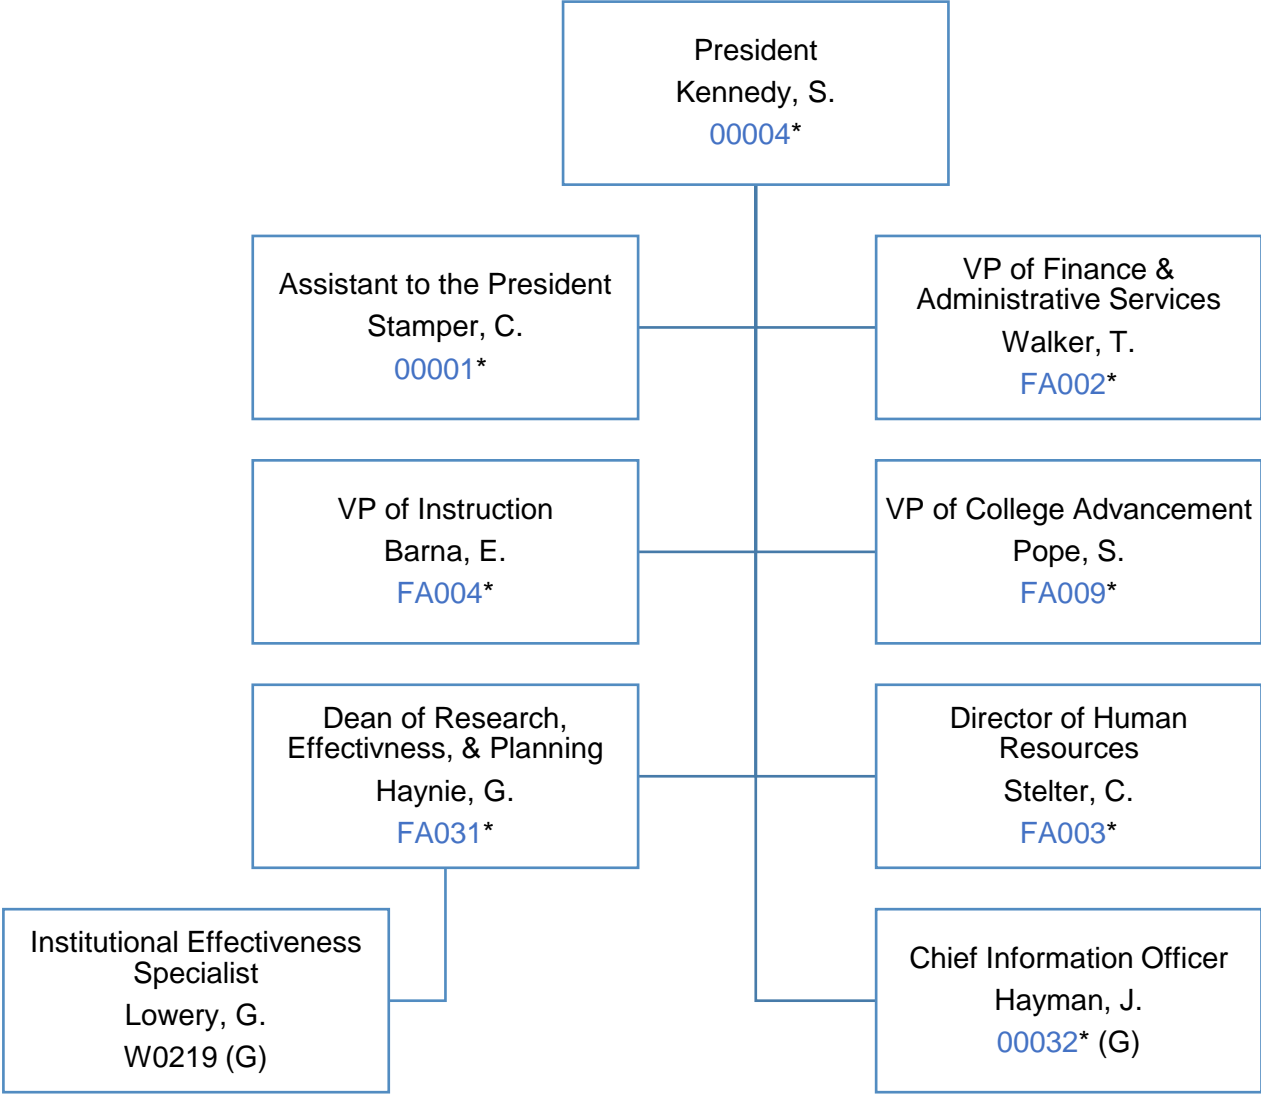 President
Kennedy, S.
00004*
Assistant to the President
Stamper, C.
00001*
VP of Finance &
Administrative Services
Walker, T.
FA002*
VP of Instruction
Barna, E.
FA004*
VP of College Advancement
Pope, S.
FA009*
Dean of Research,
Effectivness, & Planning
Haynie, G.
FA031*
Director of Human
Resources
Stelter, C.
FA003*
Institutional Effectiveness
Specialist
Lowery, G.
W0219 (G)
Chief Information Officer
Hayman, J.
00032* (G)